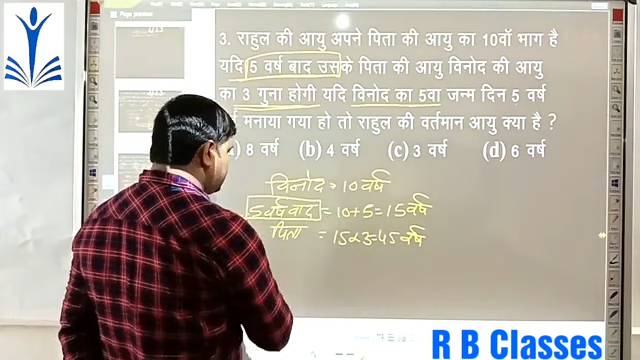 3. राहुल की आयु अपने पिता की आयु का 10वॉ भाग है
यदि 5 वर्ष बाद उसके पिता की आयु विनोद की आयु
का 3 गुना होगी यदि विनोद का 5वा जन्म दिन 5 वर्ष
मनाया गया हो तो राहुल की वर्तमान आयु क्या है ?
) 8 वर्ष (b) 4 वर्ष (c) 3 वर्ष (d) 6 वर्ष
विनोद = 10 वर्ष
5 वर्ष बाद = 10+5=15 वर्ष
पिता = 15×3=45 वर्ष
R B Classes